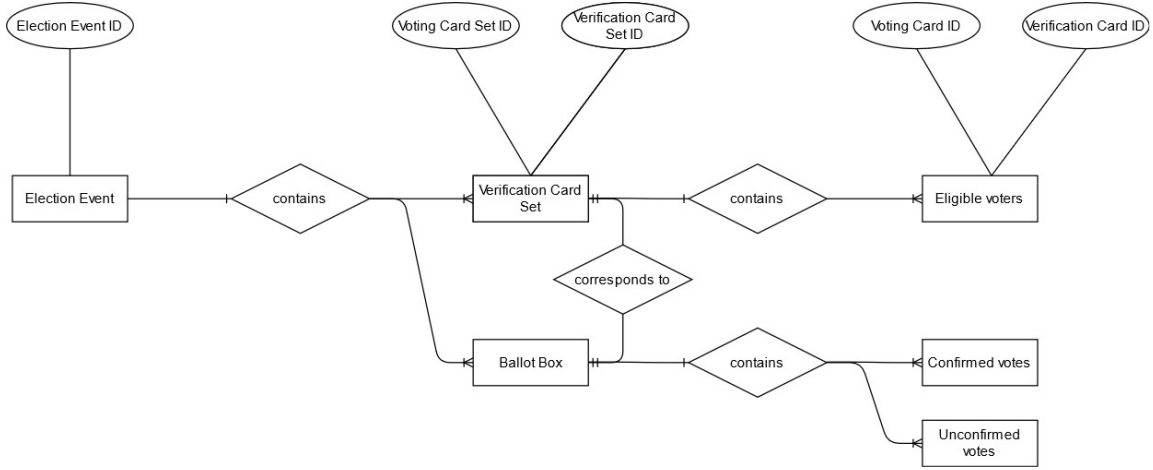 Election Event ID
Voting Card Set ID
Verification Card
Set ID
Voting Card ID
Verification Card ID
Election Event
contains
Verification Card
Set
contains
Eligible voters
corresponds to
Ballot Box
contains
Confirmed votes
Unconfirmed
votes